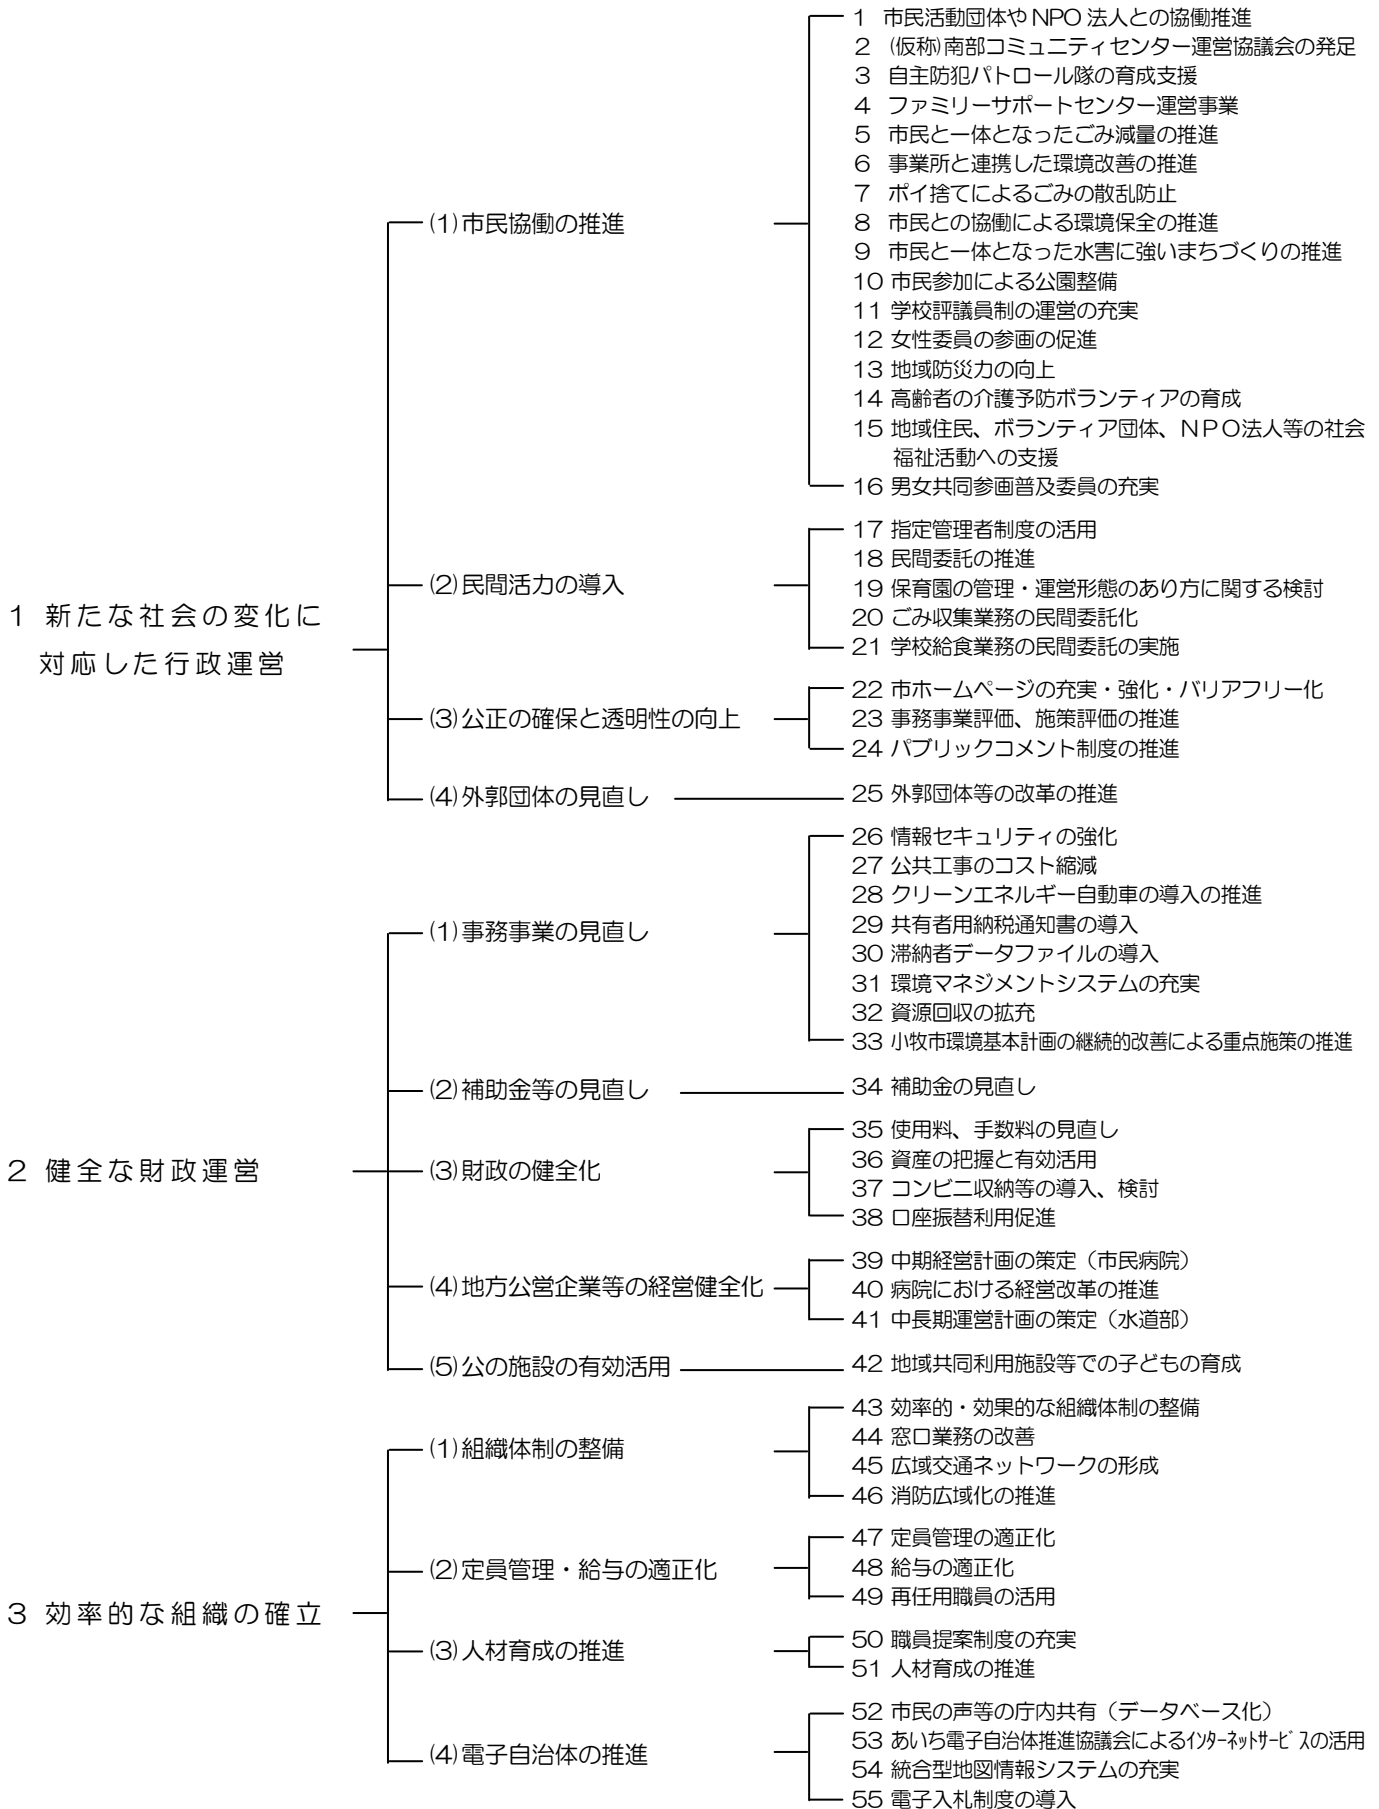 1 新たな社会の変化に
対応した行政運営
(1)市民協働の推進
1 市民活動団体や NPO 法人との協働推進
2 (仮称)南部コミュニティセンター運営協議会の発足
3 自主防犯パトロール隊の育成支援
4 ファミリーサポートセンター運営事業
5 市民と一体となったごみ減量の推進
6 事業所と連携した環境改善の推進
7 ポイ捨てによるごみの散乱防止
8 市民との協働による環境保全の推進
9 市民と一体となった水害に強いまちづくりの推進
10 市民参加による公園整備
11 学校評議員制の運営の充実
12 女性委員の参画の促進
13 地域防災力の向上
14 高齢者の介護予防ボランティアの育成
15 地域住民、ボランティア団体、NPO法人等の社会
福祉活動への支援
16 男女共同参画普及委員の充実
(2)民間活力の導入
17 指定管理者制度の活用
18 民間委託の推進
19 保育園の管理・運営形態のあり方に関する検討
20 ごみ収集業務の民間委託化
21 学校給食業務の民間委託の実施
(3)公正の確保と透明性の向上
22 市ホームページの充実・強化・バリアフリー化
23 事務事業評価、施策評価の推進
24 パブリックコメント制度の推進
(4)外郭団体の見直し
25 外郭団体等の改革の推進
2 健全な財政運営
(1)事務事業の見直し
26 情報セキュリティの強化
27 公共工事のコスト縮減
28 クリーンエネルギー自動車の導入の推進
29 共有者用納税通知書の導入
30 滞納者データファイルの導入
31 環境マネジメントシステムの充実
32 資源回収の拡充
33 小牧市環境基本計画の継続的改善による重点施策の推進
(2)補助金等の見直し
34 補助金の見直し
(3)財政の健全化
35 使用料、手数料の見直し
36 資産の把握と有効活用
37 コンビニ収納等の導入、検討
38 口座振替利用促進
(4)地方公営企業等の経営健全化
39 中期経営計画の策定（市民病院）
40 病院における経営改革の推進
41 中長期運営計画の策定（水道部）
(5)公の施設の有効活用
42 地域共同利用施設等での子どもの育成
3 効率的な組織の確立
(1)組織体制の整備
43 効率的・効果的な組織体制の整備
44 窓口業務の改善
45 広域交通ネットワークの形成
46 消防広域化の推進
(2)定員管理・給与の適正化
47 定員管理の適正化
48 給与の適正化
49 再任用職員の活用
(3)人材育成の推進
50 職員提案制度の充実
51 人材育成の推進
(4)電子自治体の推進
52 市民の声等の庁内共有（データベース化）
53 あいち電子自治体推進協議会によるｲﾝﾀｰﾈｯﾄｻｰﾋﾞｽの活用
54 統合型地図情報システムの充実
55 電子入札制度の導入